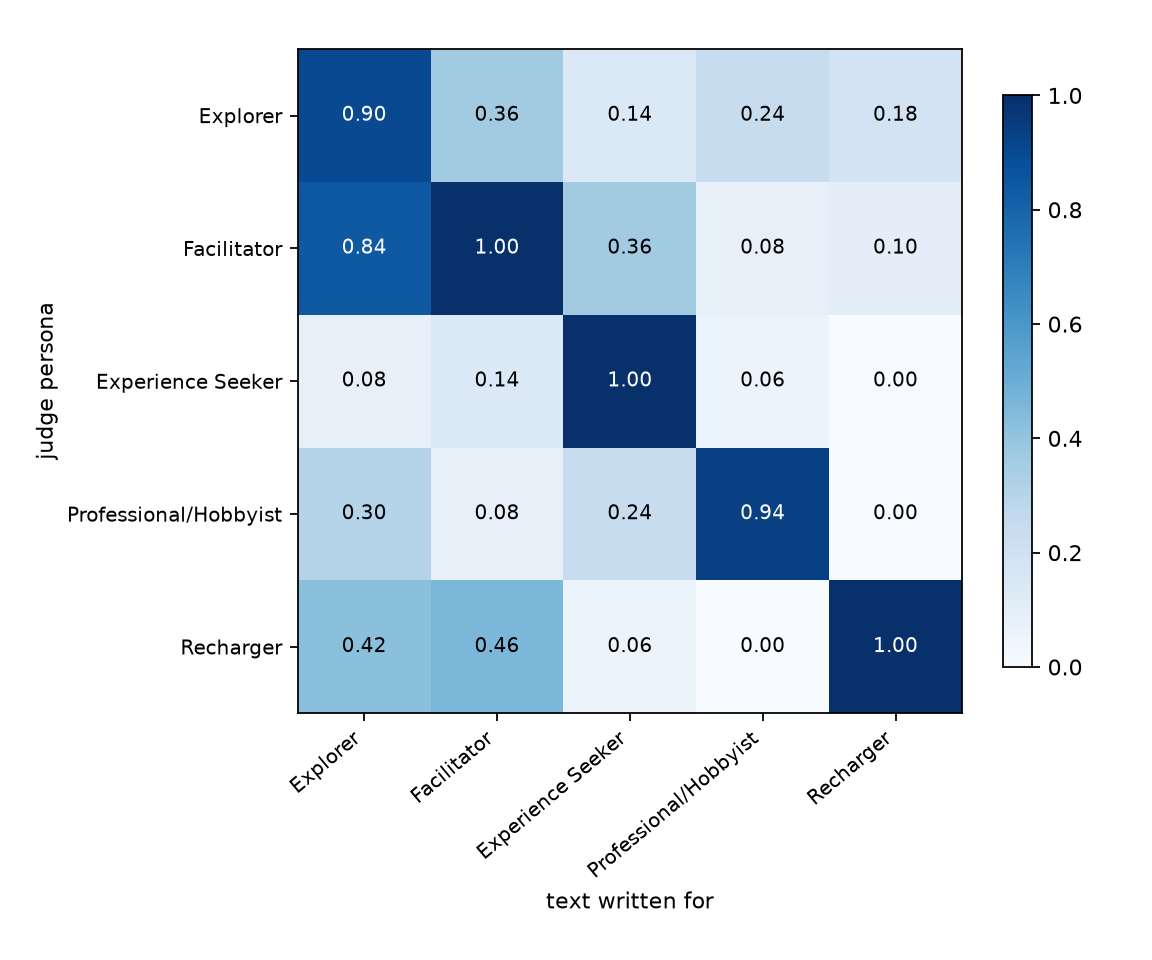 Explorer 0.90 0.36 0.14 0.24 0.18
Facilitator 0.84 1.00 0.36 0.08 0.10
Experience Seeker 0.08 0.14 1.00 0.06 0.00
Professional/Hobbyist 0.30 0.08 0.24 0.94 0.00
Recharger 0.42 0.46 0.06 0.00 1.00
judge persona
Explorer
Facilitator
Experience Seeker
Professional/Hobbyist
Recharger
text written for
1.0
0.8
0.6
0.4
0.2
0.0